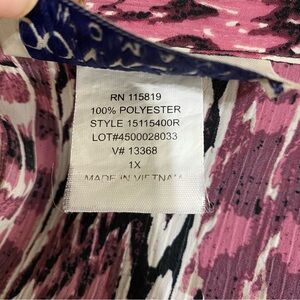 RN 115819
100% POLYESTER
STYLE 15115400R
LOT#4500028033
V# 13368
1X
MADE IN VIETNAM